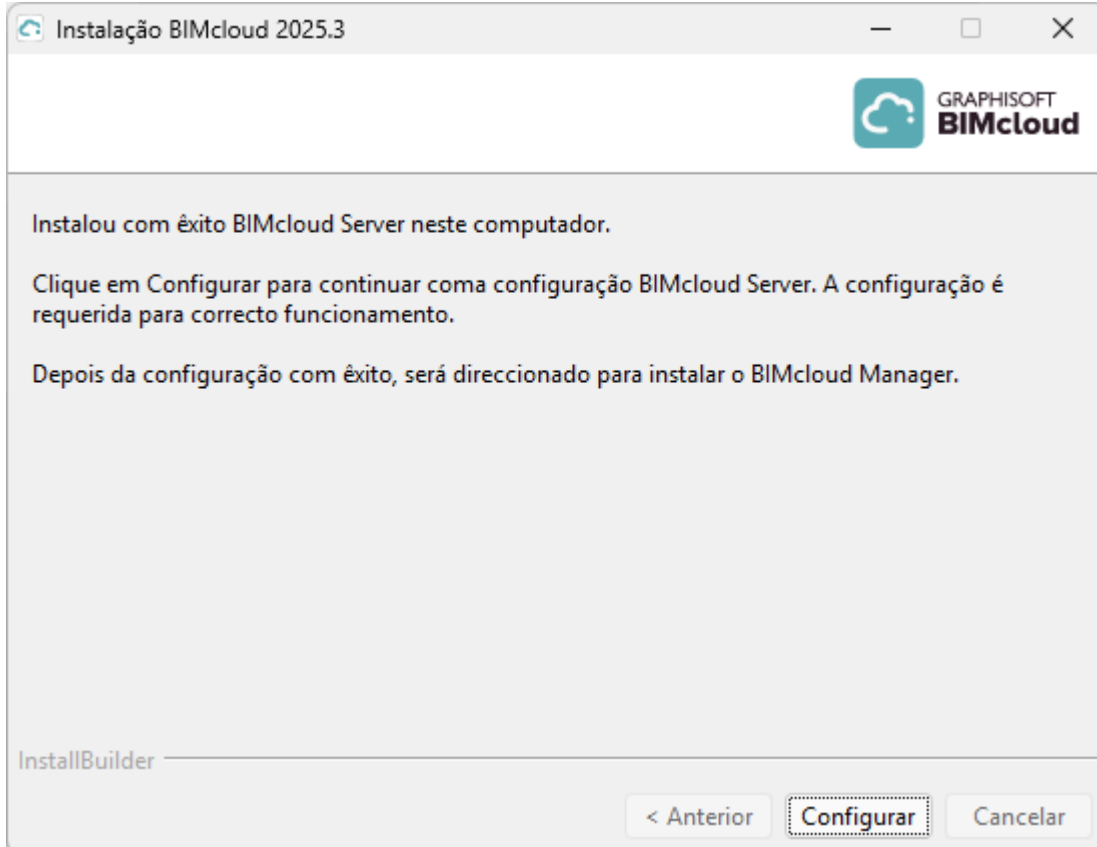 Instalação BIMcloud 2025.3
GRAPHISOFT
BIMcloud
Instalou com êxito BIMcloud Server neste computador.
Clique em Configurar para continuar coma configuração BIMcloud Server. A configuração é
requerida para correcto funcionamento.
Depois da configuração com êxito, será direccionado para instalar o BIMcloud Manager.
InstallBuilder
< Anterior
Configurar
Cancelar